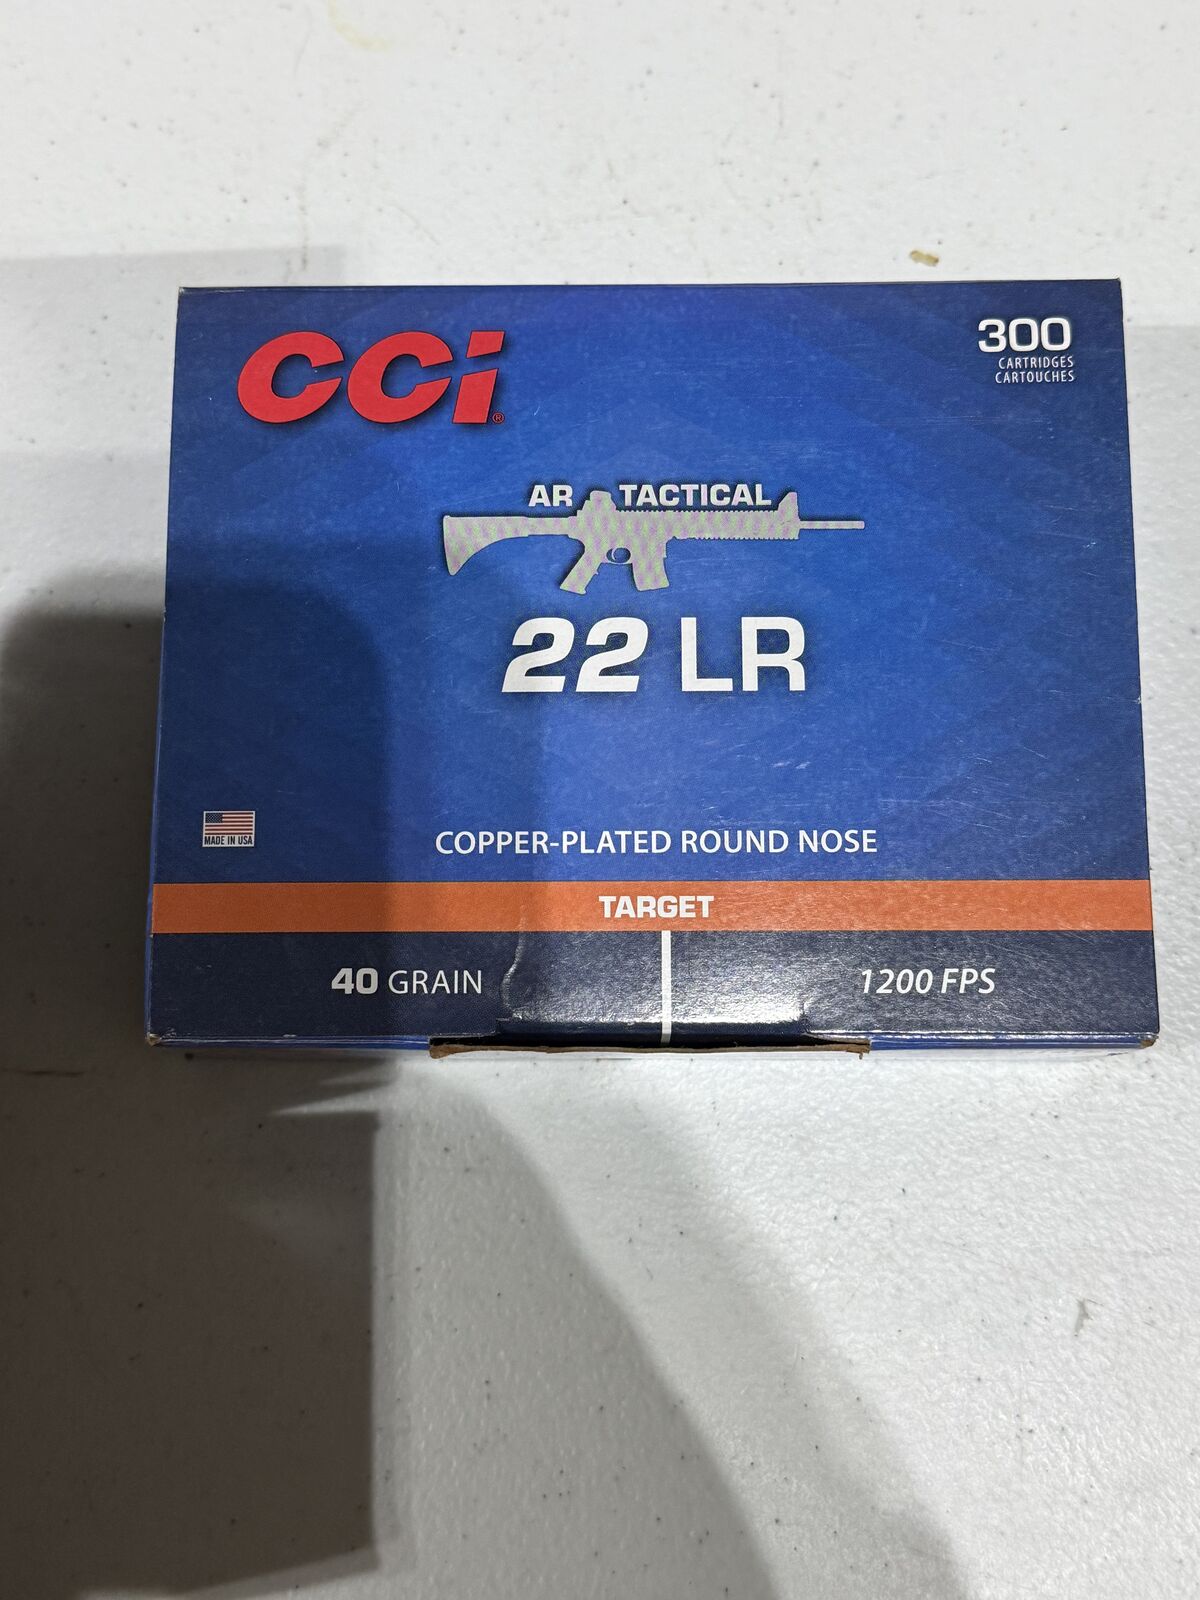 CCi®
300
CARTRIDGES
CARTOUCHES
AR TACTICAL
22 LR
MADE IN USA
COPPER-PLATED ROUND NOSE
TARGET
40 GRAIN
1200 FPS